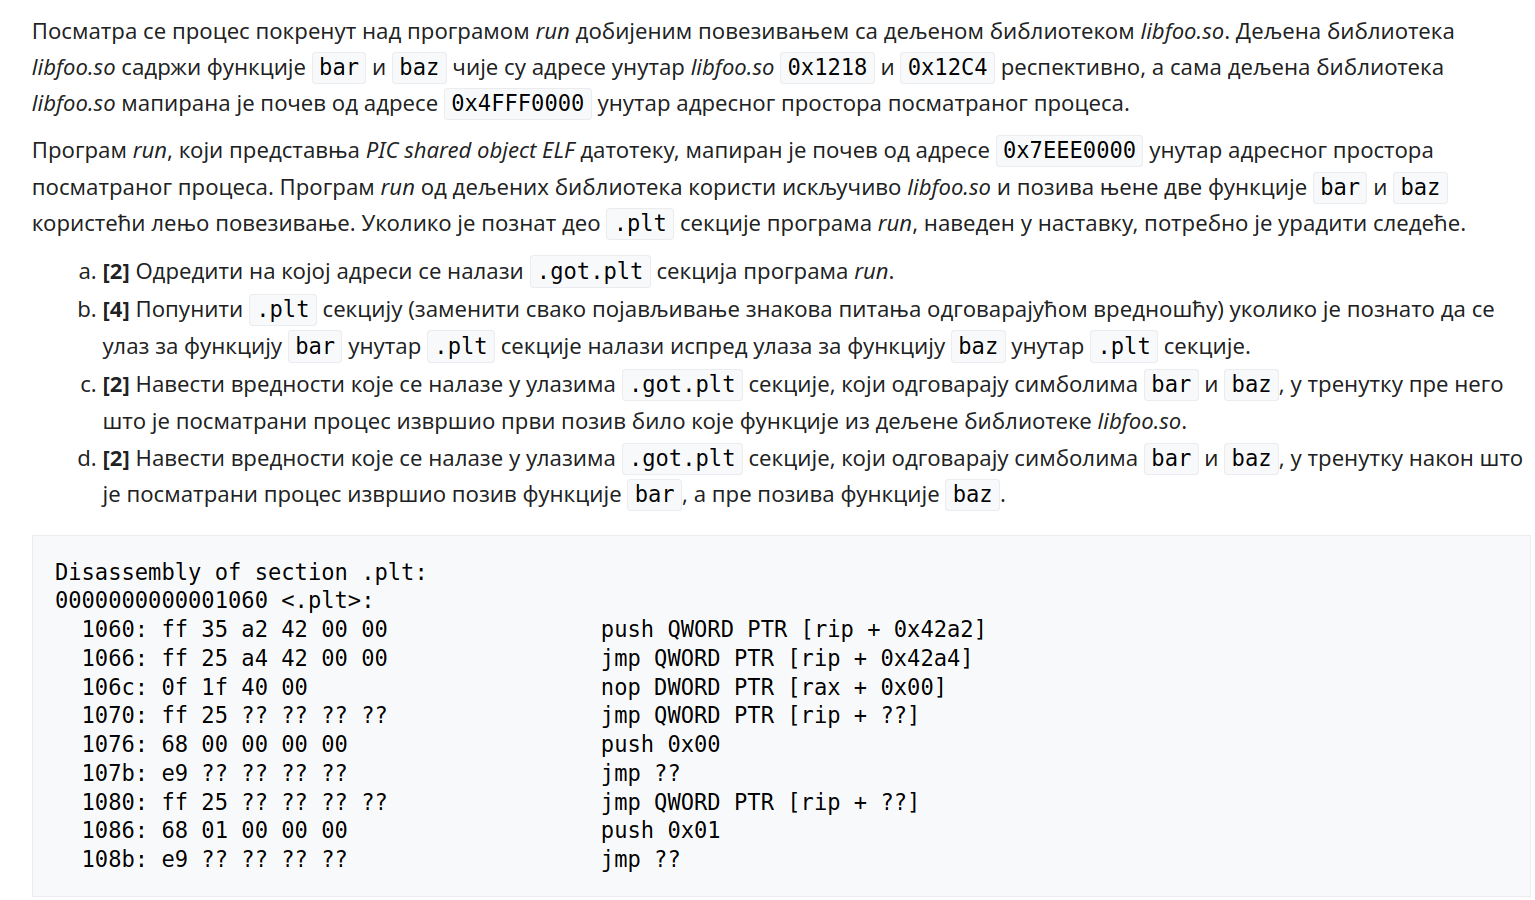 Посматра се процес покренут над програмом run добијеним повезивањем са дељеном библиотеком libfoo.so. Дељена библиотека
libfoo.so садржи функције bar и baz чије су адресе унутар libfoo.so 0x1218 и 0x12C4 респективно, а сама дељена библиотека
libfoo.so мапирана је почев од адресе 0x4FFF0000 унутар адресног простора посматраног процеса.
Програм run, који представња PIC shared object ELF датотеку, мапиран је почев од адресе 0x7EEE0000 унутар адресног простора
посматраног процеса. Програм run од дељених библиотека користи искључиво libfoo.so и позива њене две функције bar и baz
користећи лењо повезивање. Уколико је познат део .plt секције програма run, наведен у наставку, потребно је урадити следеће.
a. [2] Одредити на којој адреси се налази .got.plt секција програма run.
b. [4] Попунити .plt секцију (заменити свако појављивање знакова питања одговарајућом вредношћу) уколико је познато да се
улаз за функцију bar унутар .plt секције налази испред улаза за функцију baz унутар .plt секције.
c. [2] Навести вредности које се налазе у улазима .got.plt секције, који одговарају симболима bar и baz, у тренутку пре него
што је посматрани процес извршио први позив било које функције из дељене библиотеке libfoo.so.
d. [2] Навести вредности које се налазе у улазима .got.plt секције, који одговарају симболима bar и baz, у тренутку након што
је посматрани процес извршио позив функције bar, а пре позива функције baz.
Disassembly of section .plt:
0000000000001060 <.plt>:
1060: ff 35 a2 42 00 00 push QWORD PTR [rip + 0x42a2]
1066: ff 25 a4 42 00 00 jmp QWORD PTR [rip + 0x42a4]
106c: 0f 1f 40 00 nop DWORD PTR [rax + 0x00]
1070: ff 25 ?? ?? ?? ?? jmp QWORD PTR [rip + ??]
1076: 68 00 00 00 00 push 0x00
107b: e9 ?? ?? ?? ?? jmp ??
1080: ff 25 ?? ?? ?? ?? jmp QWORD PTR [rip + ??]
1086: 68 01 00 00 00 push 0x01
108b: e9 ?? ?? ?? ?? jmp ??